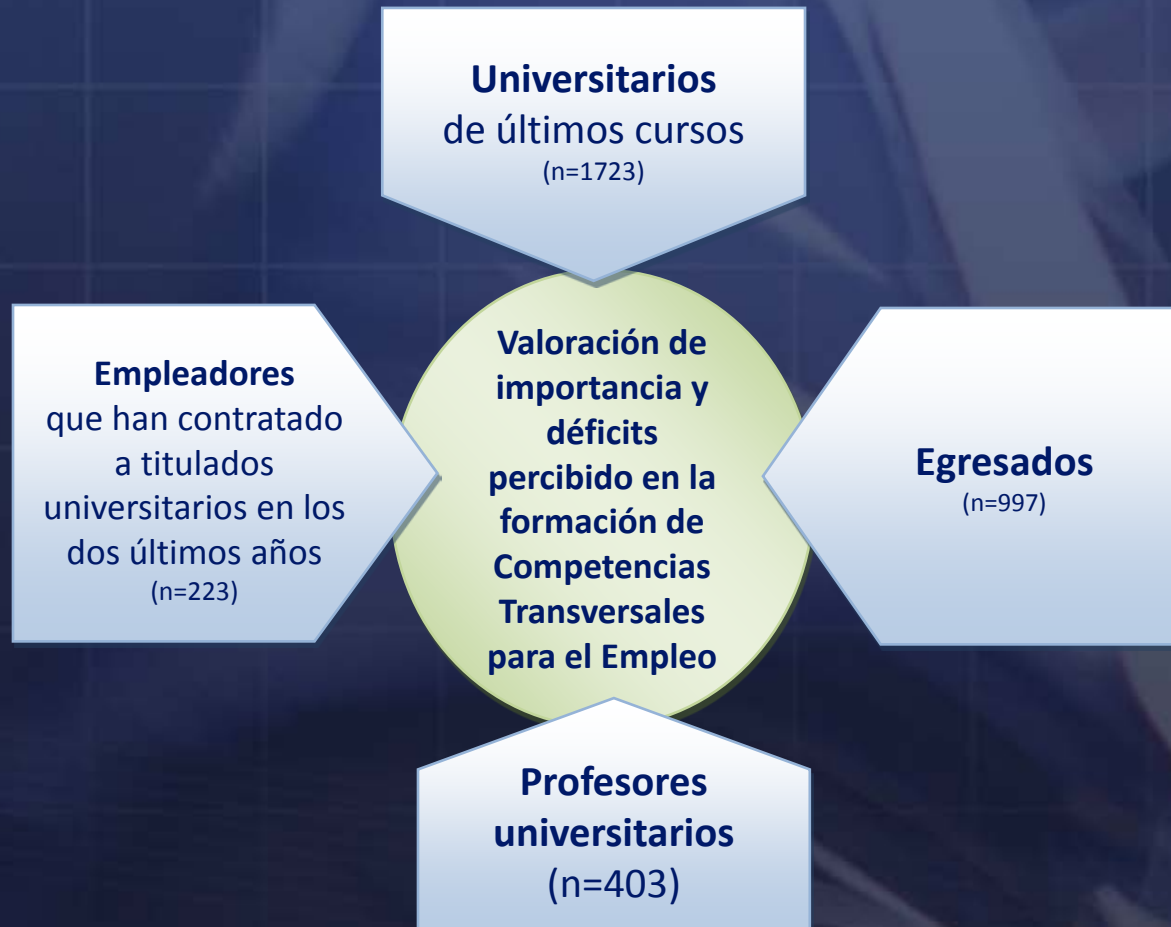 Universitarios
de últimos cursos
(n=1723)
Empleadores
que han contratado
a titulados
universitarios en los
dos últimos años
(n=223)
Valoración de
importancia y
déficits
percibido en la
formación de
Competencias
Transversales
para el Empleo
Egresados
(n=997)
Profesores
universitarios
(n=403)